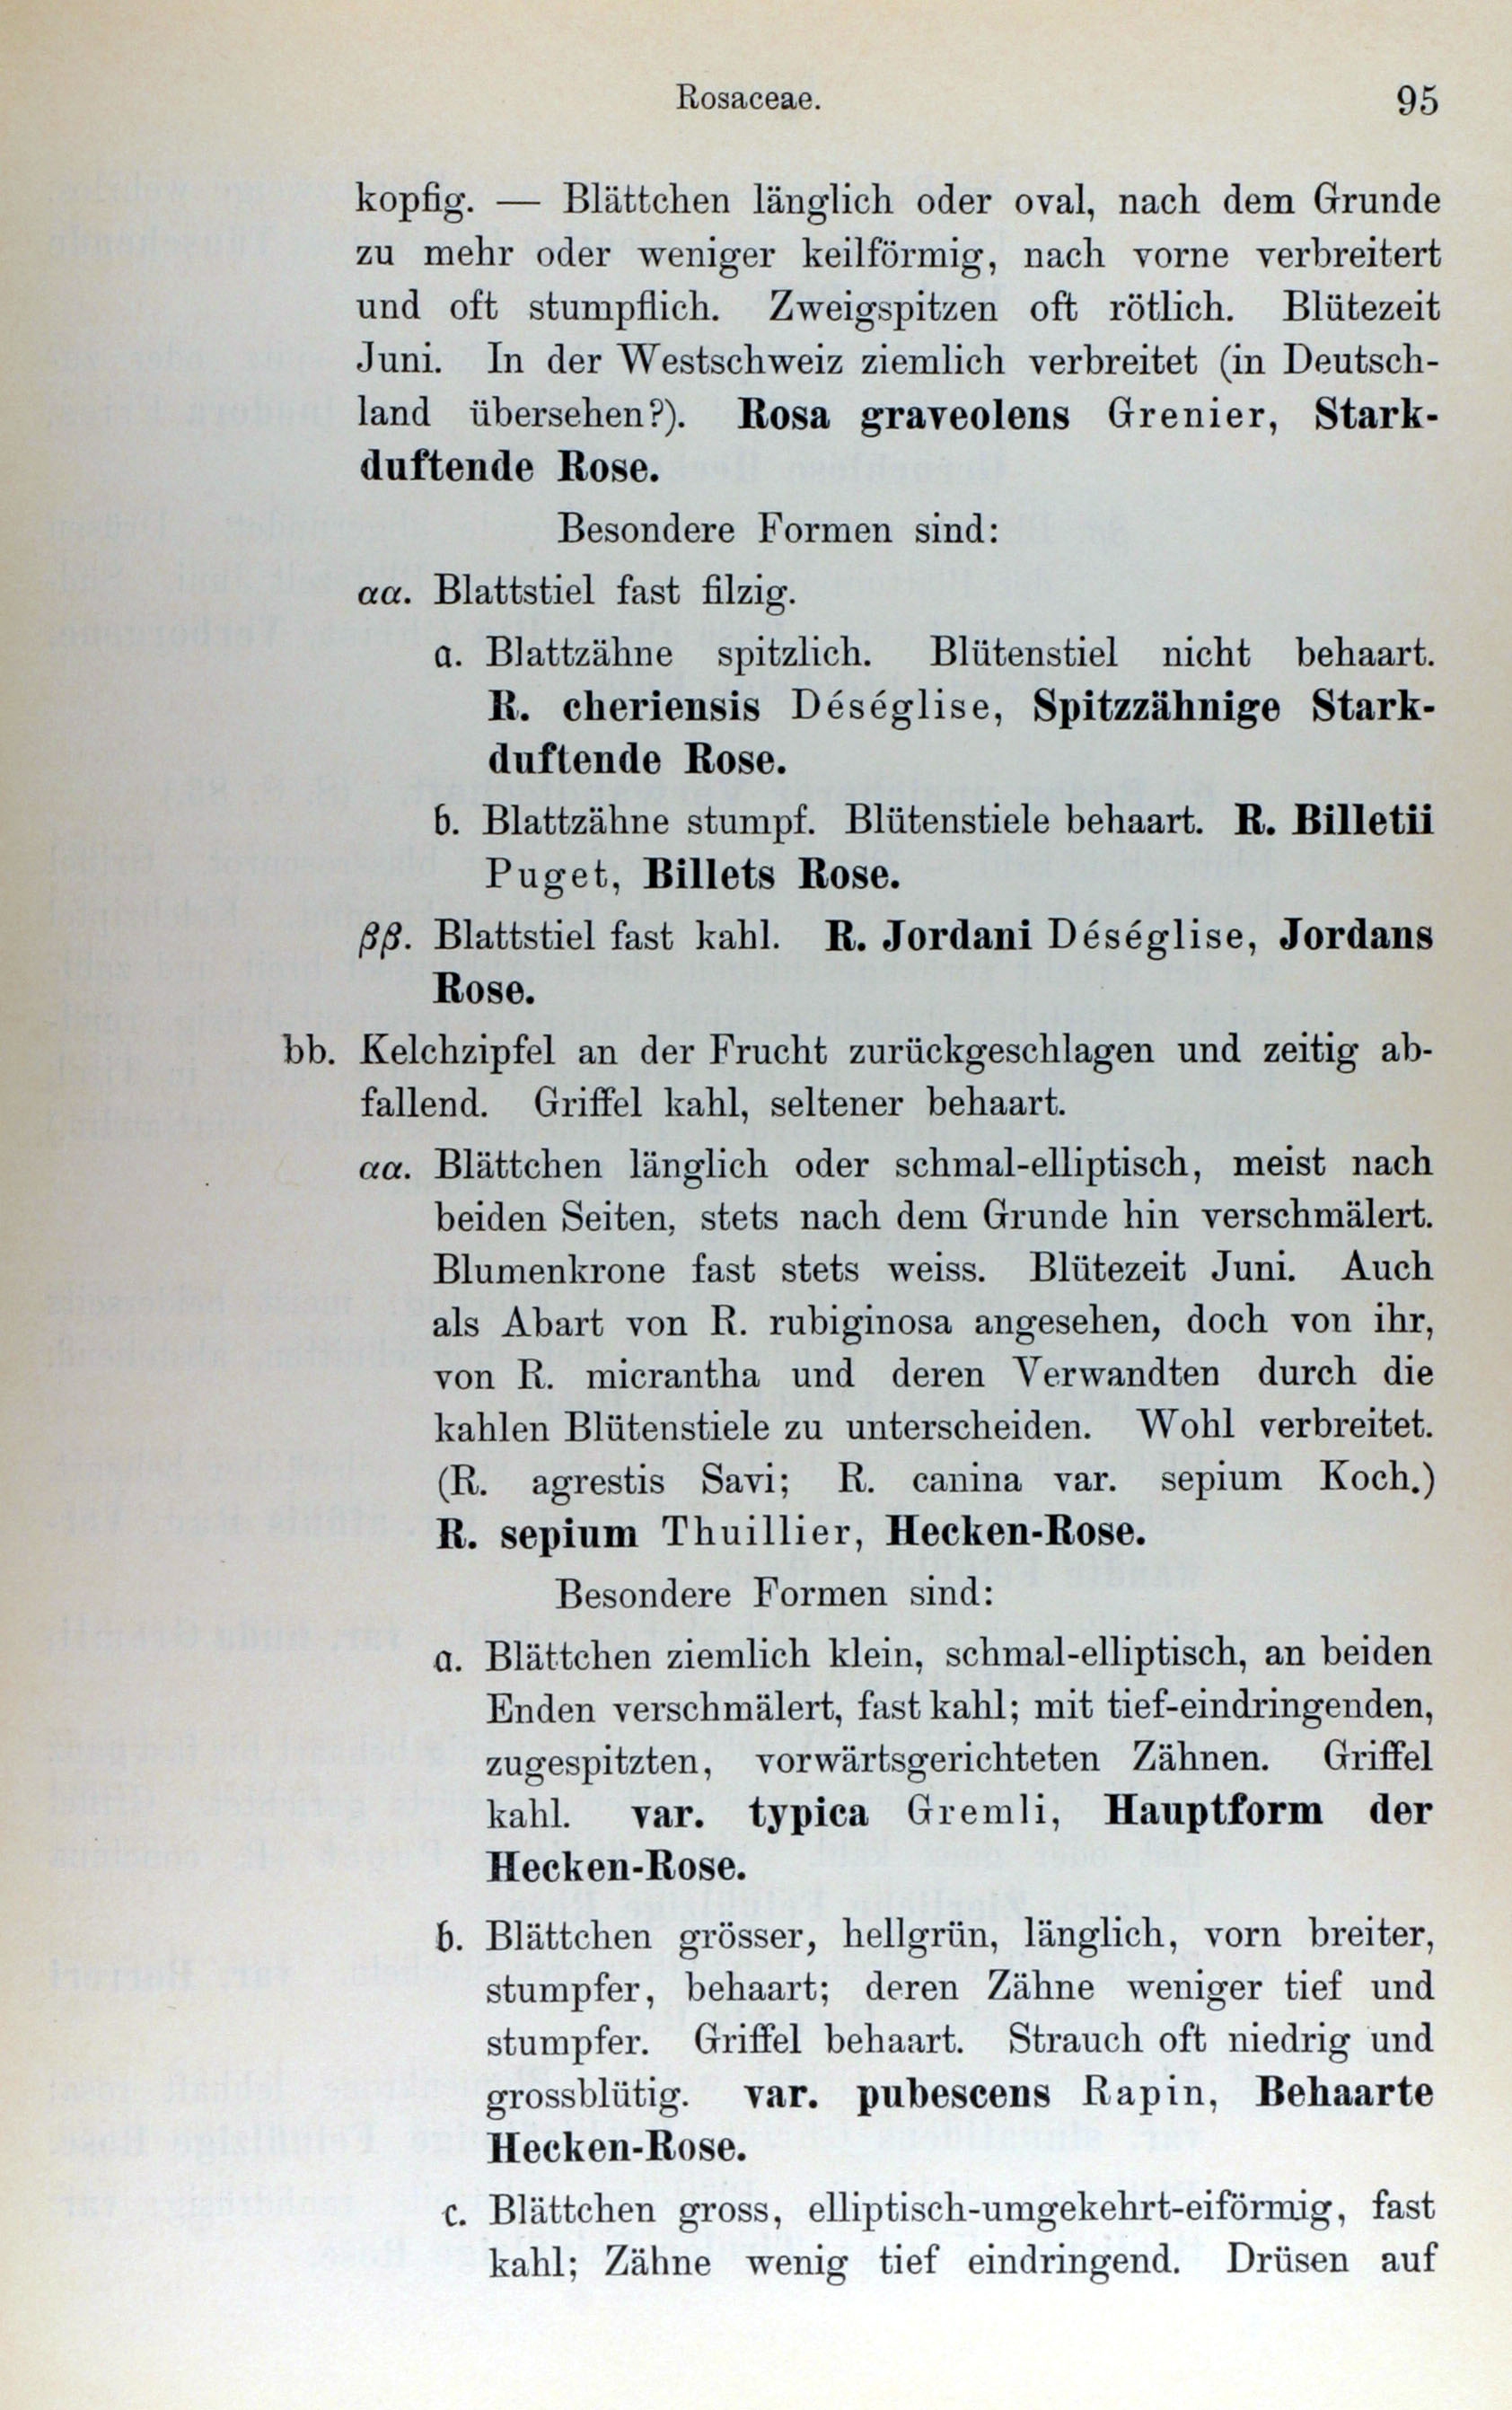 Rosaceae. 95
kopfig. — Blättchen länglich oder oval, nach dem Grunde
zu mehr oder weniger keilförmig, nach vorne verbreitert
und oft stumpflich. Zweigspitzen oft rötlich. Blütezeit
Juni. In der Westschweiz ziemlich verbreitet (in Deutsch-
land übersehen?). Rosa graveolens Grenier, Stark-
duftende Rose.
Besondere Formen sind:
αα. Blattstiel fast filzig.
a. Blattzähne spitzlich. Blütenstiel nicht behaart.
R. cheriensis Déséglise, Spitzzähnige Stark-
duftende Rose.
b. Blattzähne stumpf. Blütenstiele behaart. R. Billetii
Puget, Billets Rose.
ββ. Blattstiel fast kahl. R. Jordani Déséglise, Jordans
Rose.
bb. Kelchzipfel an der Frucht zurückgeschlagen und zeitig ab-
fallend. Griffel kahl, seltener behaart.
αα. Blättchen länglich oder schmal-elliptisch, meist nach
beiden Seiten, stets nach dem Grunde hin verschmälert.
Blumenkrone fast stets weiss. Blütezeit Juni. Auch
als Abart von R. rubiginosa angesehen, doch von ihr,
von R. micrantha und deren Verwandten durch die
kahlen Blütenstiele zu unterscheiden. Wohl verbreitet.
(R. agrestis Savi; R. canina var. sepium Koch.)
R. sepium Thuillier, Hecken-Rose.
Besondere Formen sind:
a. Blättchen ziemlich klein, schmal-elliptisch, an beiden
Enden verschmälert, fast kahl; mit tief-eindringenden,
zugespitzten, vorwärtsgerichteten Zähnen. Griffel
kahl. var. typica Gremli, Hauptform der
Hecken-Rose.
b. Blättchen grösser, hellgrün, länglich, vorn breiter,
stumpfer, behaart; deren Zähne weniger tief und
stumpfer. Griffel behaart. Strauch oft niedrig und
grossblütig. var. pubescens Rapin, Behaarte
Hecken-Rose.
c. Blättchen gross, elliptisch-umgekehrt-eiförmig, fast
kahl; Zähne wenig tief eindringend. Drüsen auf